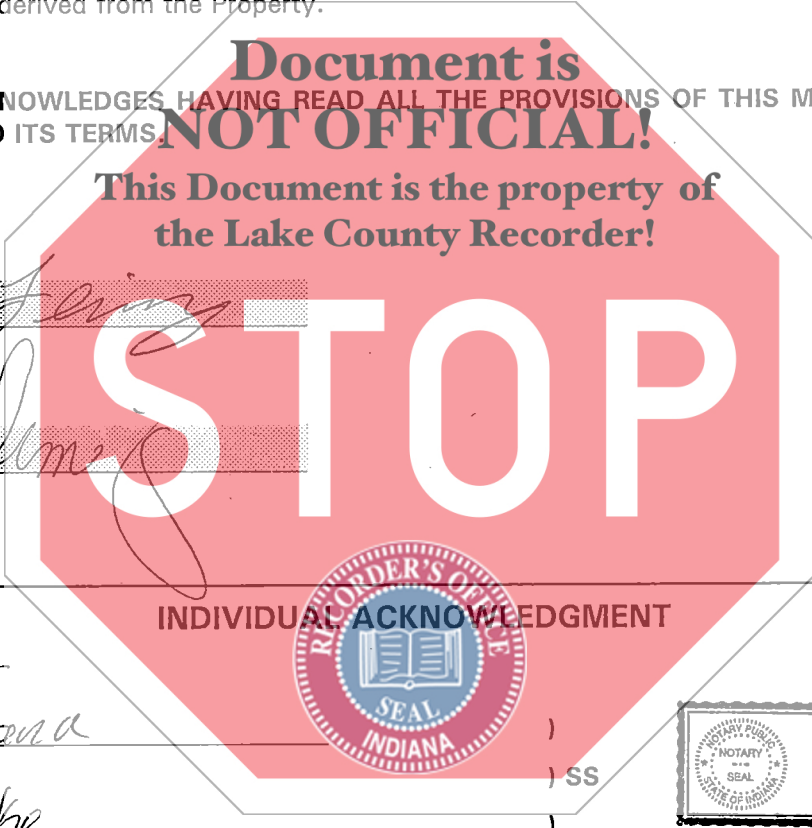 derived from the Property.
Document is
NOWLEDGES HAVING READ ALL THE PROVISIONS OF THIS M
ITS TERMS.
NOT OFFICIAL!
This Document is the property of
the Lake County Recorder!
STOP
RECORDER'S OFFICE
SEAL
INDIANA
INDIVIDUAL ACKNOWLEDGMENT
)
) SS
)
NOTARY PUBLIC
NOTARY
SEAL
STATE OF INDIANA